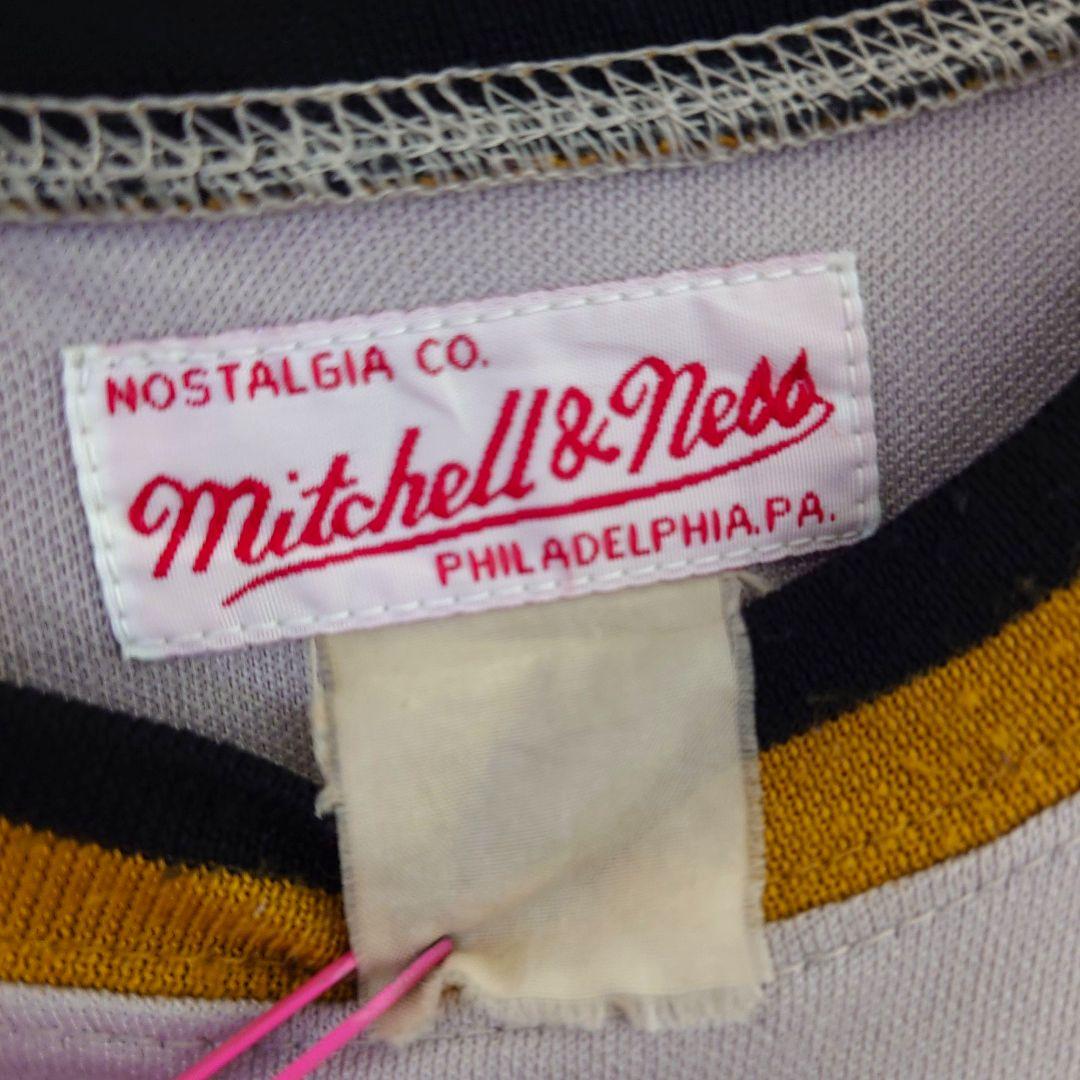 NOSTALGIA CO.
Mitchell & Ness
PHILADELPHIA.PA.